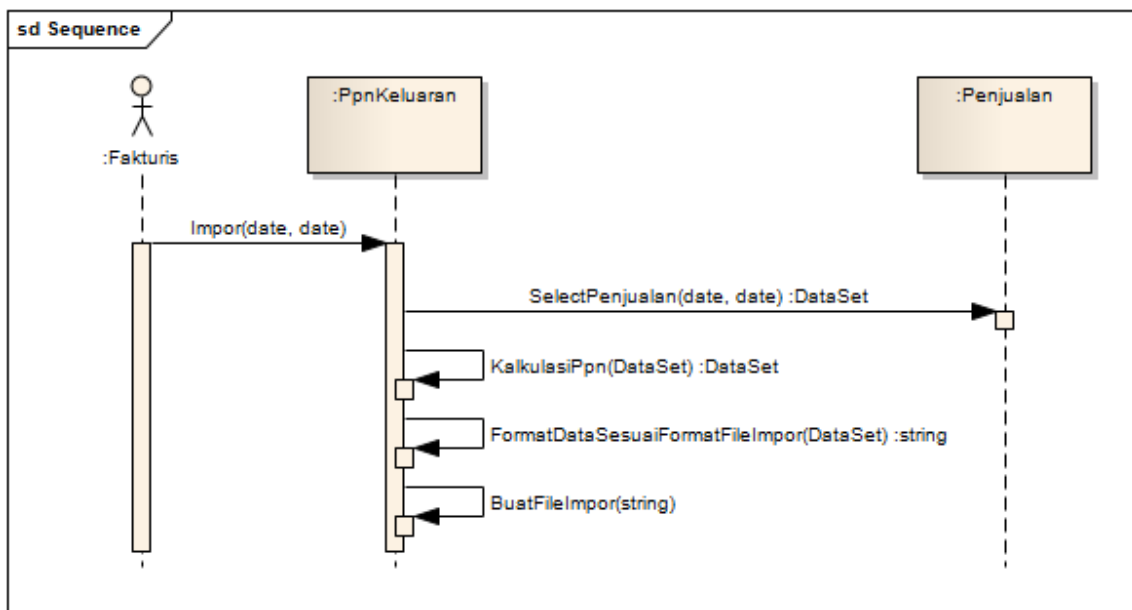 sd Sequence
:PpnKeluaran
:Penjualan
:Fakturis
Impor(date, date)
SelectPenjualan(date, date) :DataSet
KalkulasiPpn(DataSet) :DataSet
FormatDataSesuaiFormatFileImpor(DataSet) :string
BuatFileImpor(string)